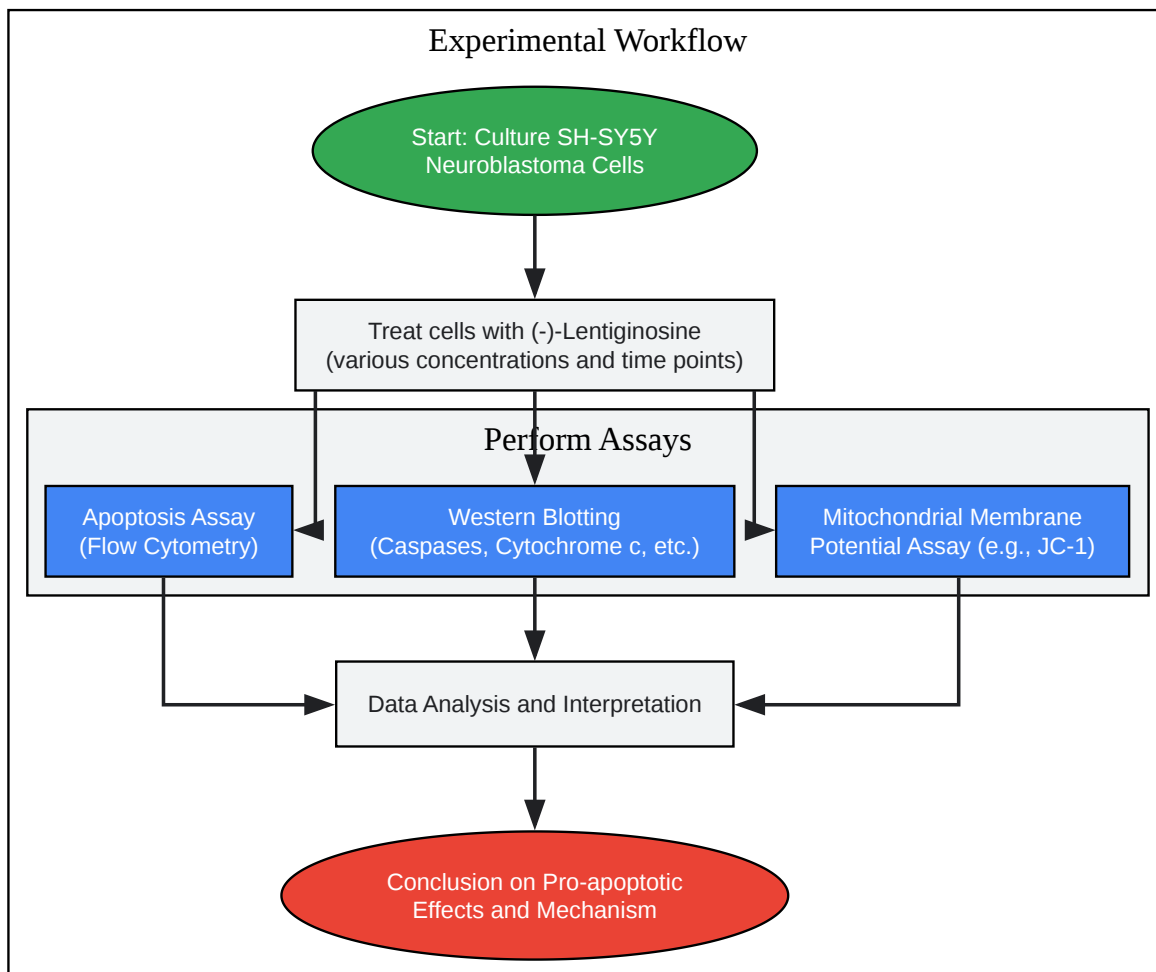 Experimental Workflow
Start: Culture SH-SY5Y
Neuroblastoma Cells
Treat cells with (-)-Lentiginosine
(various concentrations and time points)
Perform Assays
Apoptosis Assay
(Flow Cytometry)
Western Blotting
(Caspases, Cytochrome c, etc.)
Mitochondrial Membrane
Potential Assay (e.g., JC-1)
Data Analysis and Interpretation
Conclusion on Pro-apoptotic
Effects and Mechanism